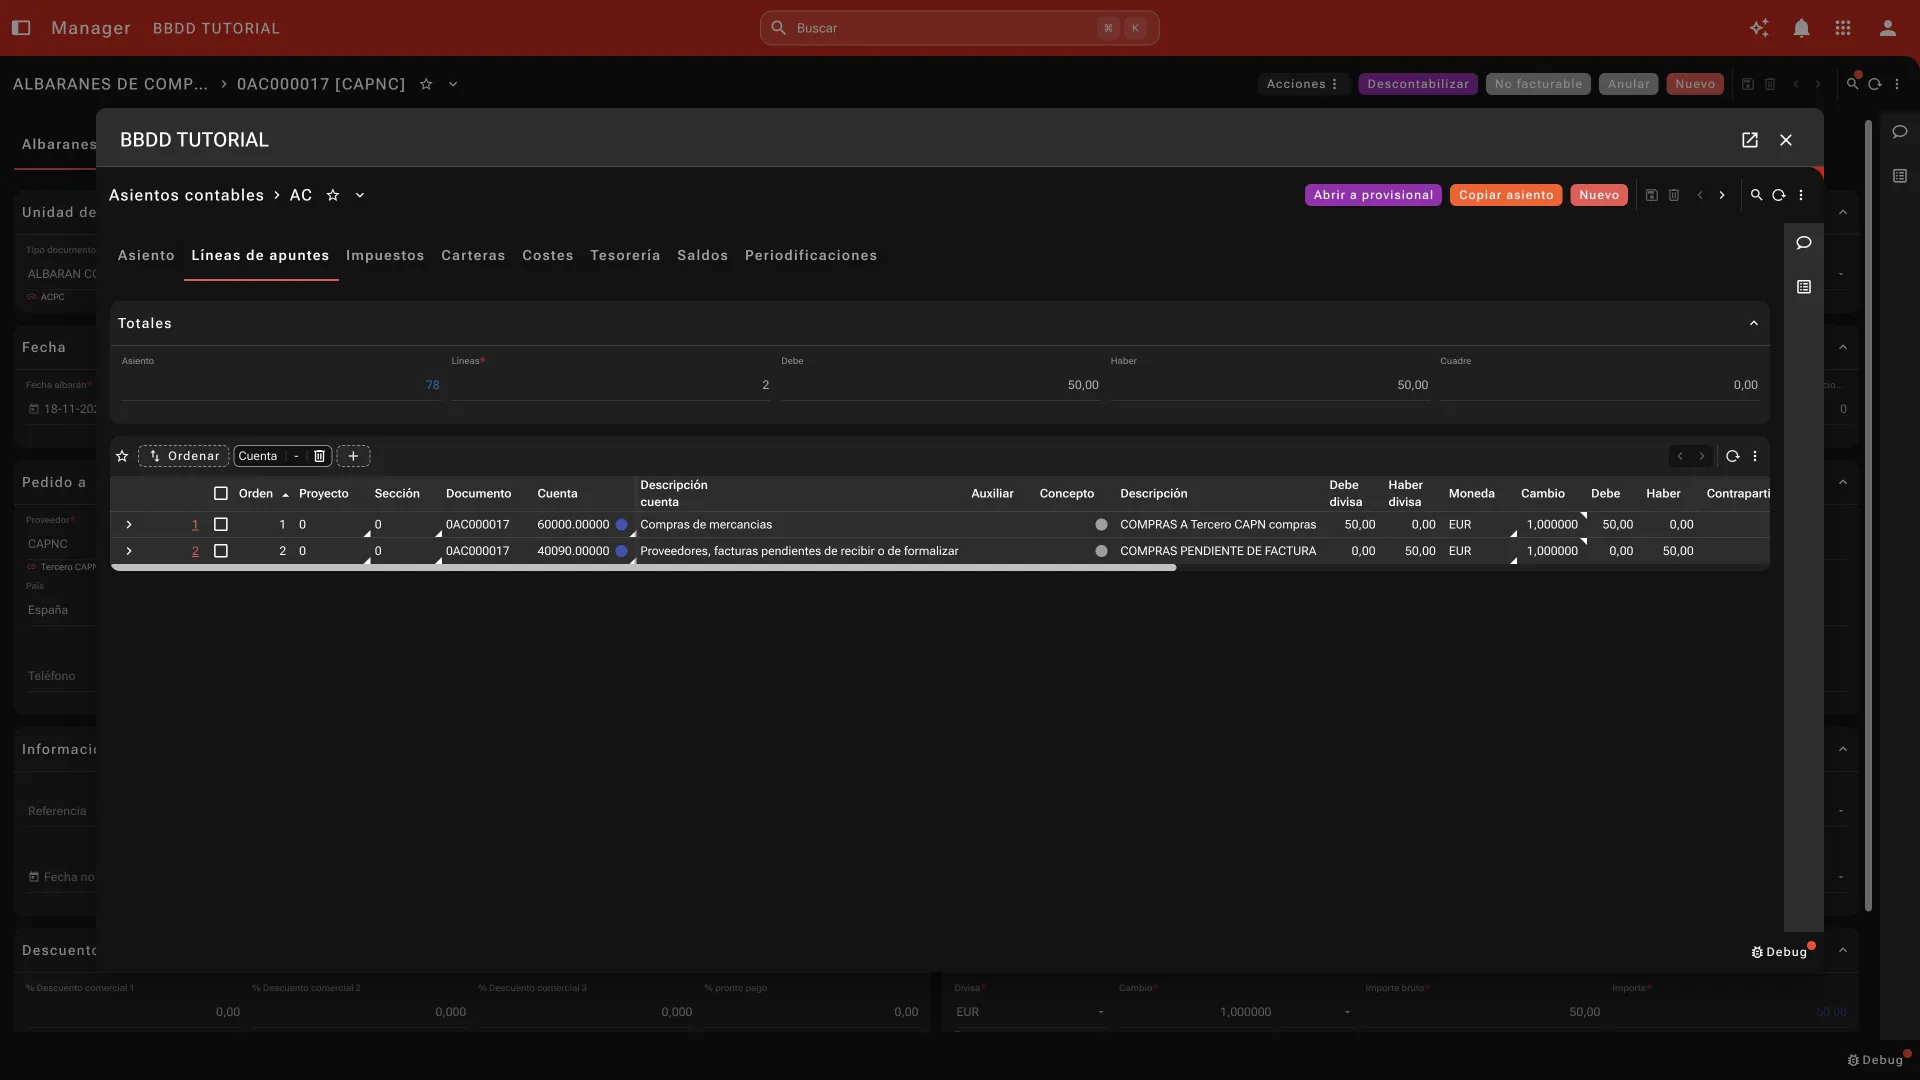 Manager BBDD TUTORIAL Buscar ⌘ K
ALBARANES DE COMP... > 0AC000017 [CAPNC] Acciones Descontabilizar No facturable Anular Nuevo
Albaranes
BBDD TUTORIAL
Asientos contables > AC Abrir a provisional Copiar asiento Nuevo
Asiento Líneas de apuntes Impuestos Carteras Costes Tesorería Saldos Periodificaciones
Unidad de
Tipo documento
ALBARAN CO
ACPC
Totales
Asiento Líneas* Debe Haber Cuadre
78 2 50,00 50,00 0,00
Fecha
Fecha albarán*
18-11-202
cio...
0
Ordenar Cuenta - +
Orden Proyecto Sección Documento Cuenta Descripción cuenta Auxiliar Concepto Descripción Debe divisa Haber divisa Moneda Cambio Debe Haber Contraparti
1 1 0 0 0AC000017 60000.00000 Compras de mercancias COMPRAS A Tercero CAPN compras 50,00 0,00 EUR 1,000000 50,00 0,00
2 2 0 0 0AC000017 40090.00000 Proveedores, facturas pendientes de recibir o de formalizar COMPRAS PENDIENTE DE FACTURA 0,00 50,00 EUR 1,000000 0,00 50,00
Pedido a
Proveedor*
CAPNC
Tercero CAPN
País
España
Teléfono
Informació
Referencia
Fecha no
Descuento
Debug
% Descuento comercial 1 % Descuento comercial 2 % Descuento comercial 3 % pronto pago Divisa* Cambio* Importe bruto* Importe*
0,00 0,000 0,000 0,00 EUR 1,000000 50,00 50,00
Debug